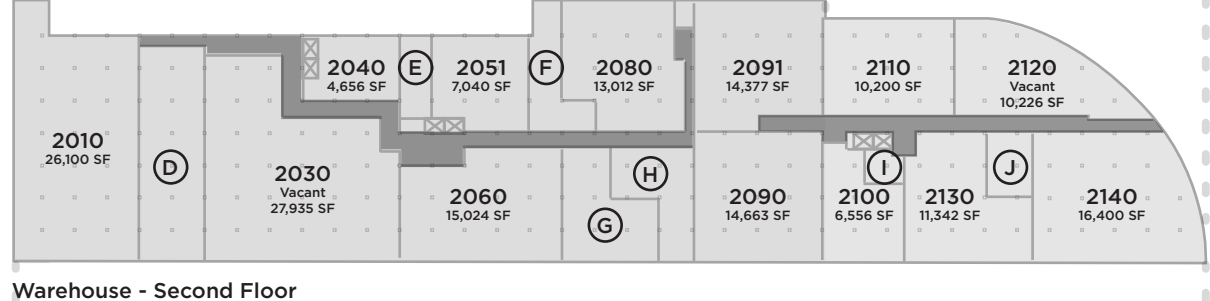 2040
4,656 SF
E
2051
7,040 SF
F
2080
13,012 SF
2091
14,377 SF
2110
10,200 SF
2120
Vacant
10,226 SF
2010
26,100 SF
D
2030
Vacant
27,935 SF
2060
15,024 SF
H
G
2090
14,663 SF
I
2100
6,556 SF
2130
11,342 SF
J
2140
16,400 SF
Warehouse - Second Floor